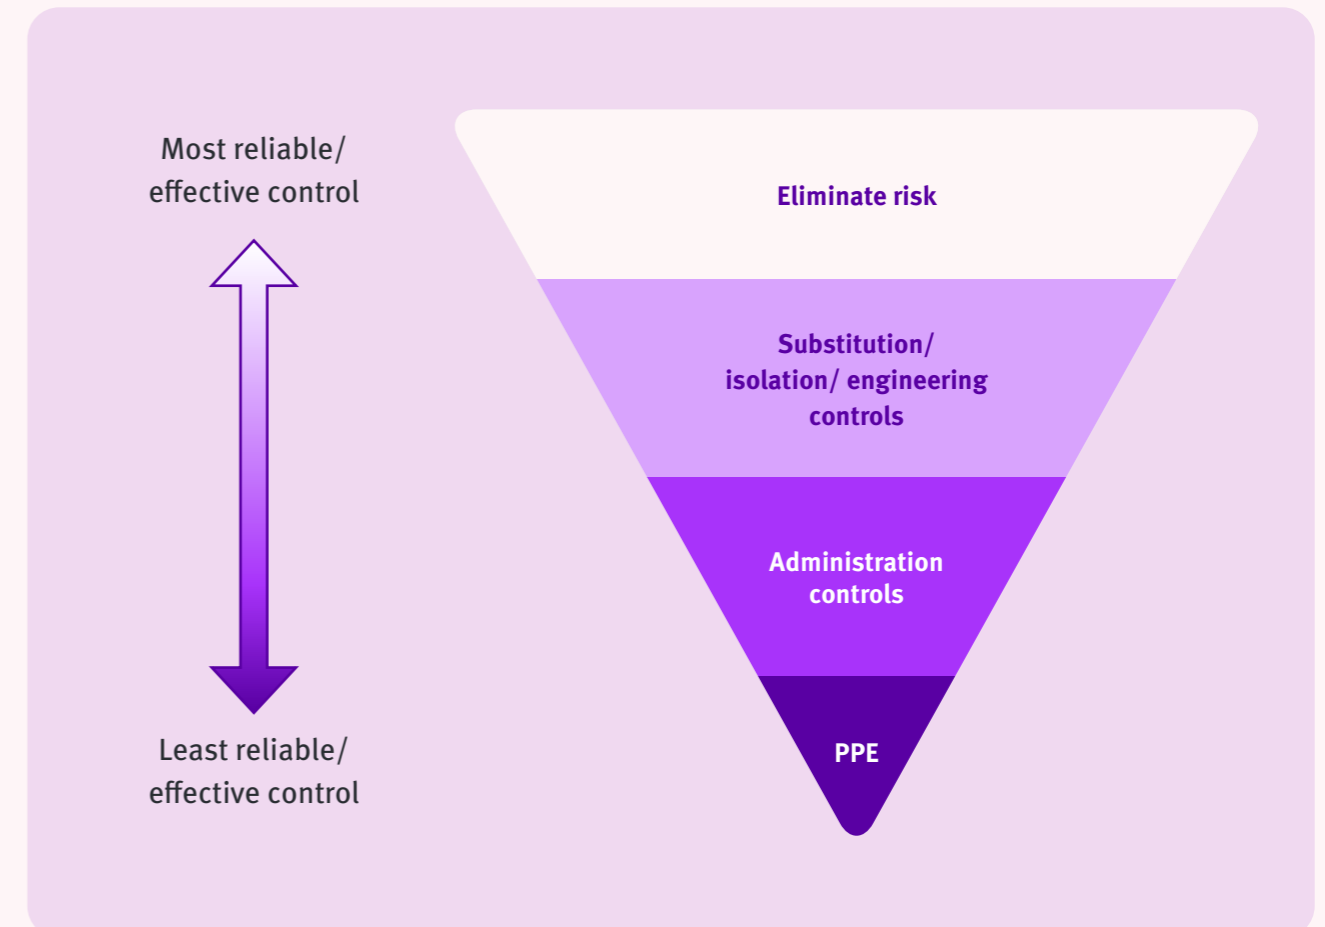 Most reliable/
effective control
Eliminate risk
Substitution/
isolation/ engineering
controls
Administration
controls
Least reliable/
effective control
PPE